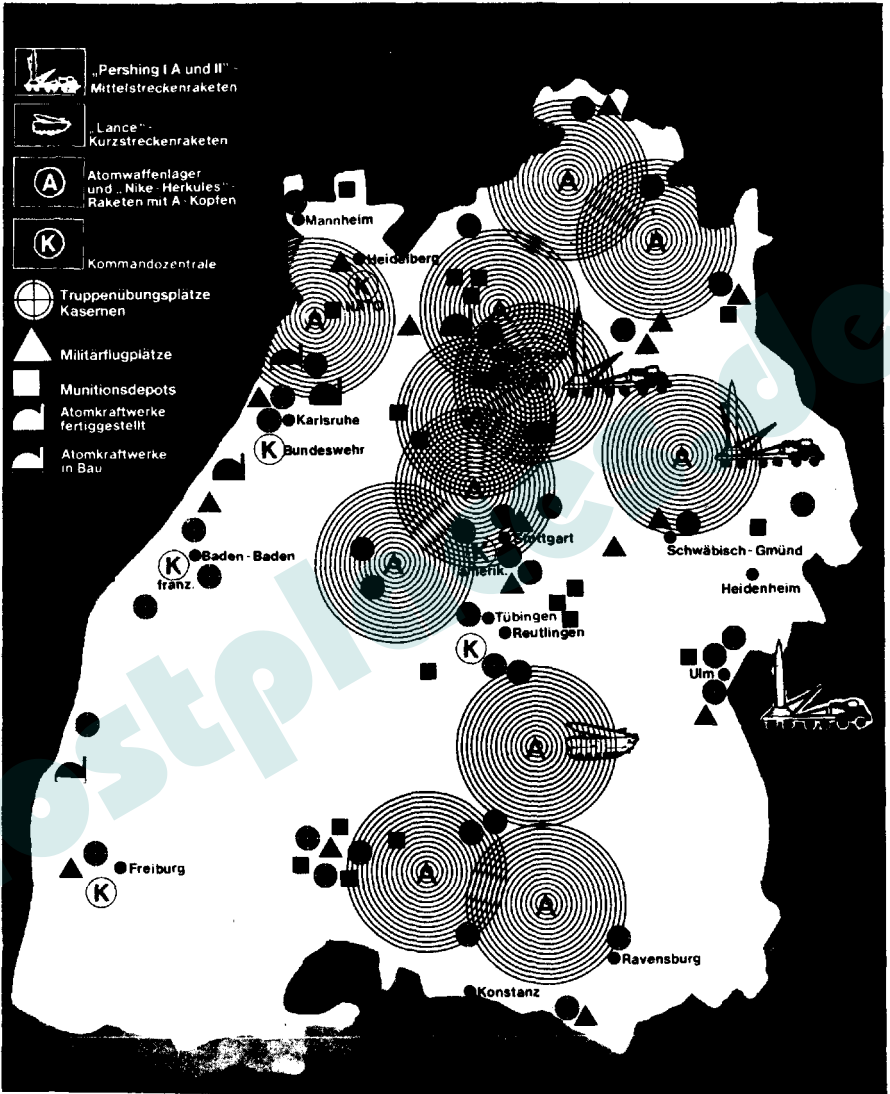 „Pershing I A und II"-
Mittelstreckenraketen
„Lance"-
Kurzstreckenraketen
A
Atomwaffenlager
und „Nike-Herkules"-
Raketen mit A-Kopfen
K
Kommandozentrale
Truppenübungsplätze
Kasernen
Militärflugplätze
Munitionsdepots
Atomkraftwerke
fertiggestellt
Atomkraftwerke
in Bau
A
A
Mannheim
Heidelberg
K
NATO
A
A
Karlsruhe
K Bundeswehr
A
A
A
Stuttgart
K
Amerik.
Schwäbisch-Gmünd
Baden-Baden
K
franz.
A
Heidenheim
Tübingen
Reutlingen
K
Ulm
A
Freiburg
K
A
A
Ravensburg
Konstanz